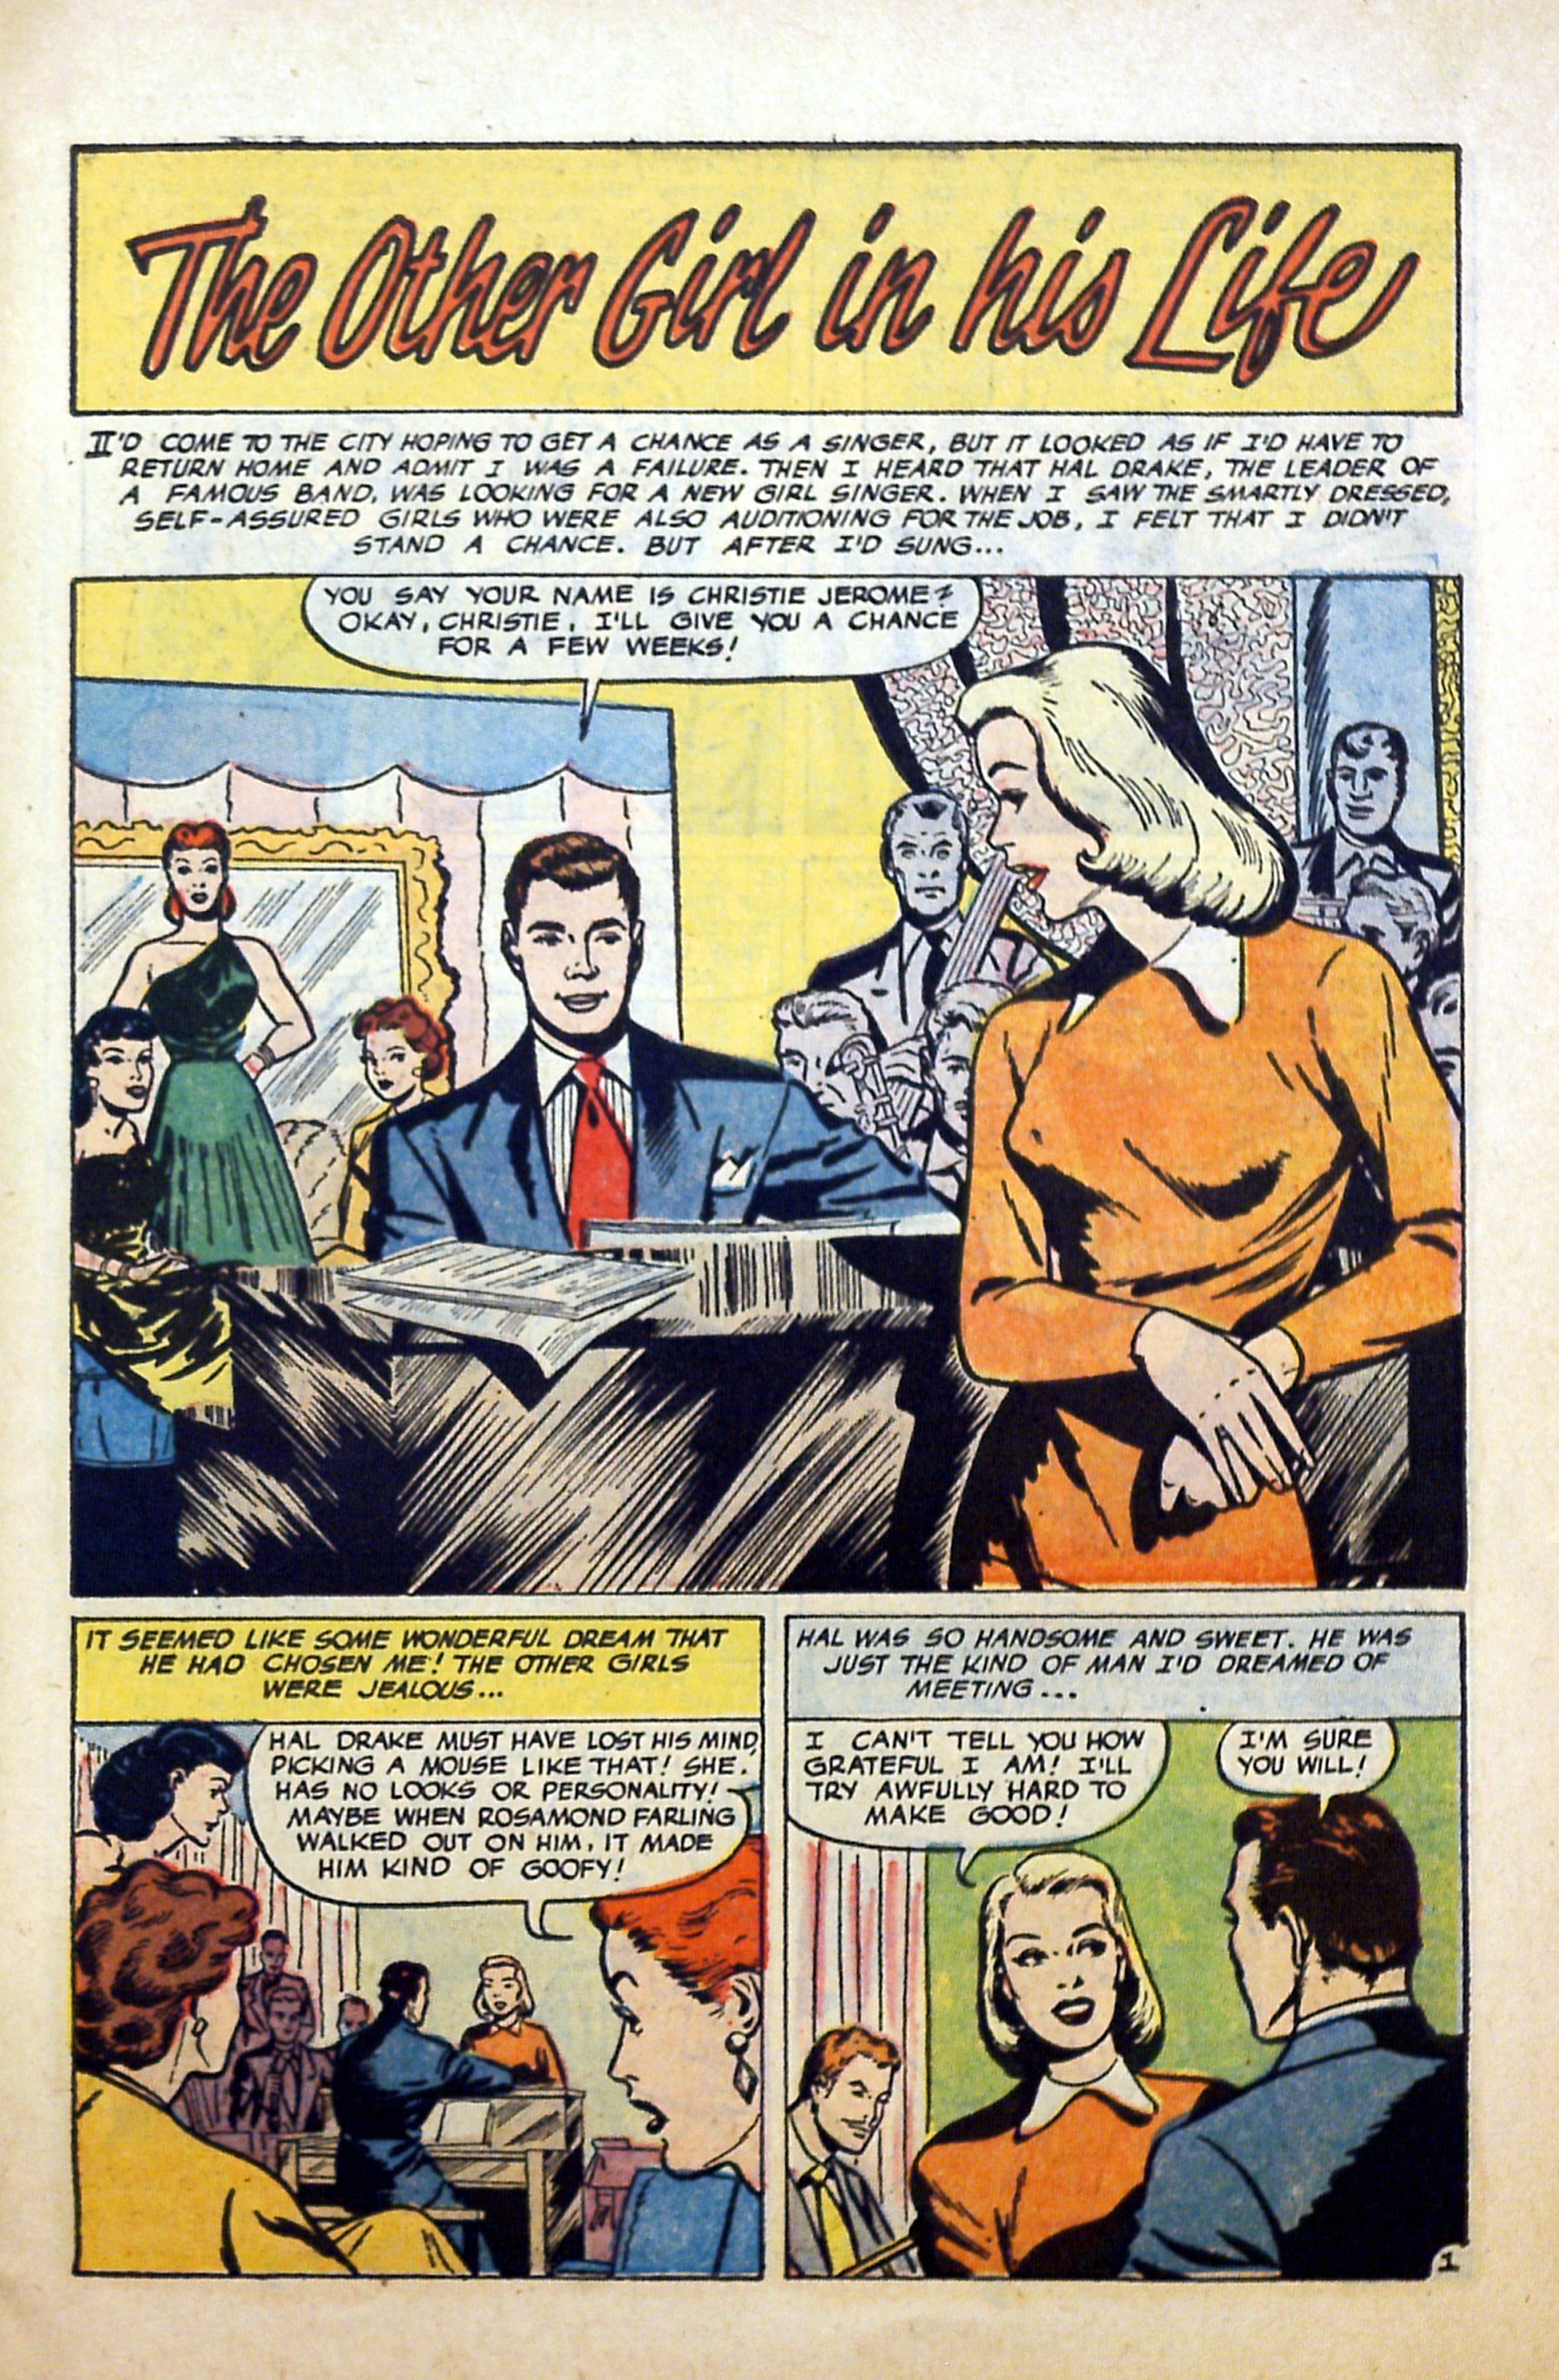 The Other Girl in his Life
I'D COME TO THE CITY HOPING TO GET A CHANCE AS A SINGER, BUT IT LOOKED AS IF I'D HAVE TO
RETURN HOME AND ADMIT I WAS A FAILURE. THEN I HEARD THAT HAL DRAKE, THE LEADER OF
A FAMOUS BAND, WAS LOOKING FOR A NEW GIRL SINGER. WHEN I SAW THE SMARTLY DRESSED,
SELF-ASSURED GIRLS WHO WERE ALSO AUDITIONING FOR THE JOB, I FELT THAT I DIDN'T
STAND A CHANCE. BUT AFTER I'D SUNG...
YOU SAY YOUR NAME IS CHRISTIE JEROME?
OKAY, CHRISTIE, I'LL GIVE YOU A CHANCE
FOR A FEW WEEKS!
IT SEEMED LIKE SOME WONDERFUL DREAM THAT
HE HAD CHOSEN ME! THE OTHER GIRLS
WERE JEALOUS...
HAL DRAKE MUST HAVE LOST HIS MIND,
PICKING A MOUSE LIKE THAT! SHE
HAS NO LOOKS OR PERSONALITY!
MAYBE WHEN ROSAMOND FARLING
WALKED OUT ON HIM, IT MADE
HIM KIND OF GOOFY!
HAL WAS SO HANDSOME AND SWEET. HE WAS
JUST THE KIND OF MAN I'D DREAMED OF
MEETING...
I CAN'T TELL YOU HOW
GRATEFUL I AM! I'LL
TRY AWFULLY HARD TO
MAKE GOOD!
I'M SURE
YOU WILL!
1